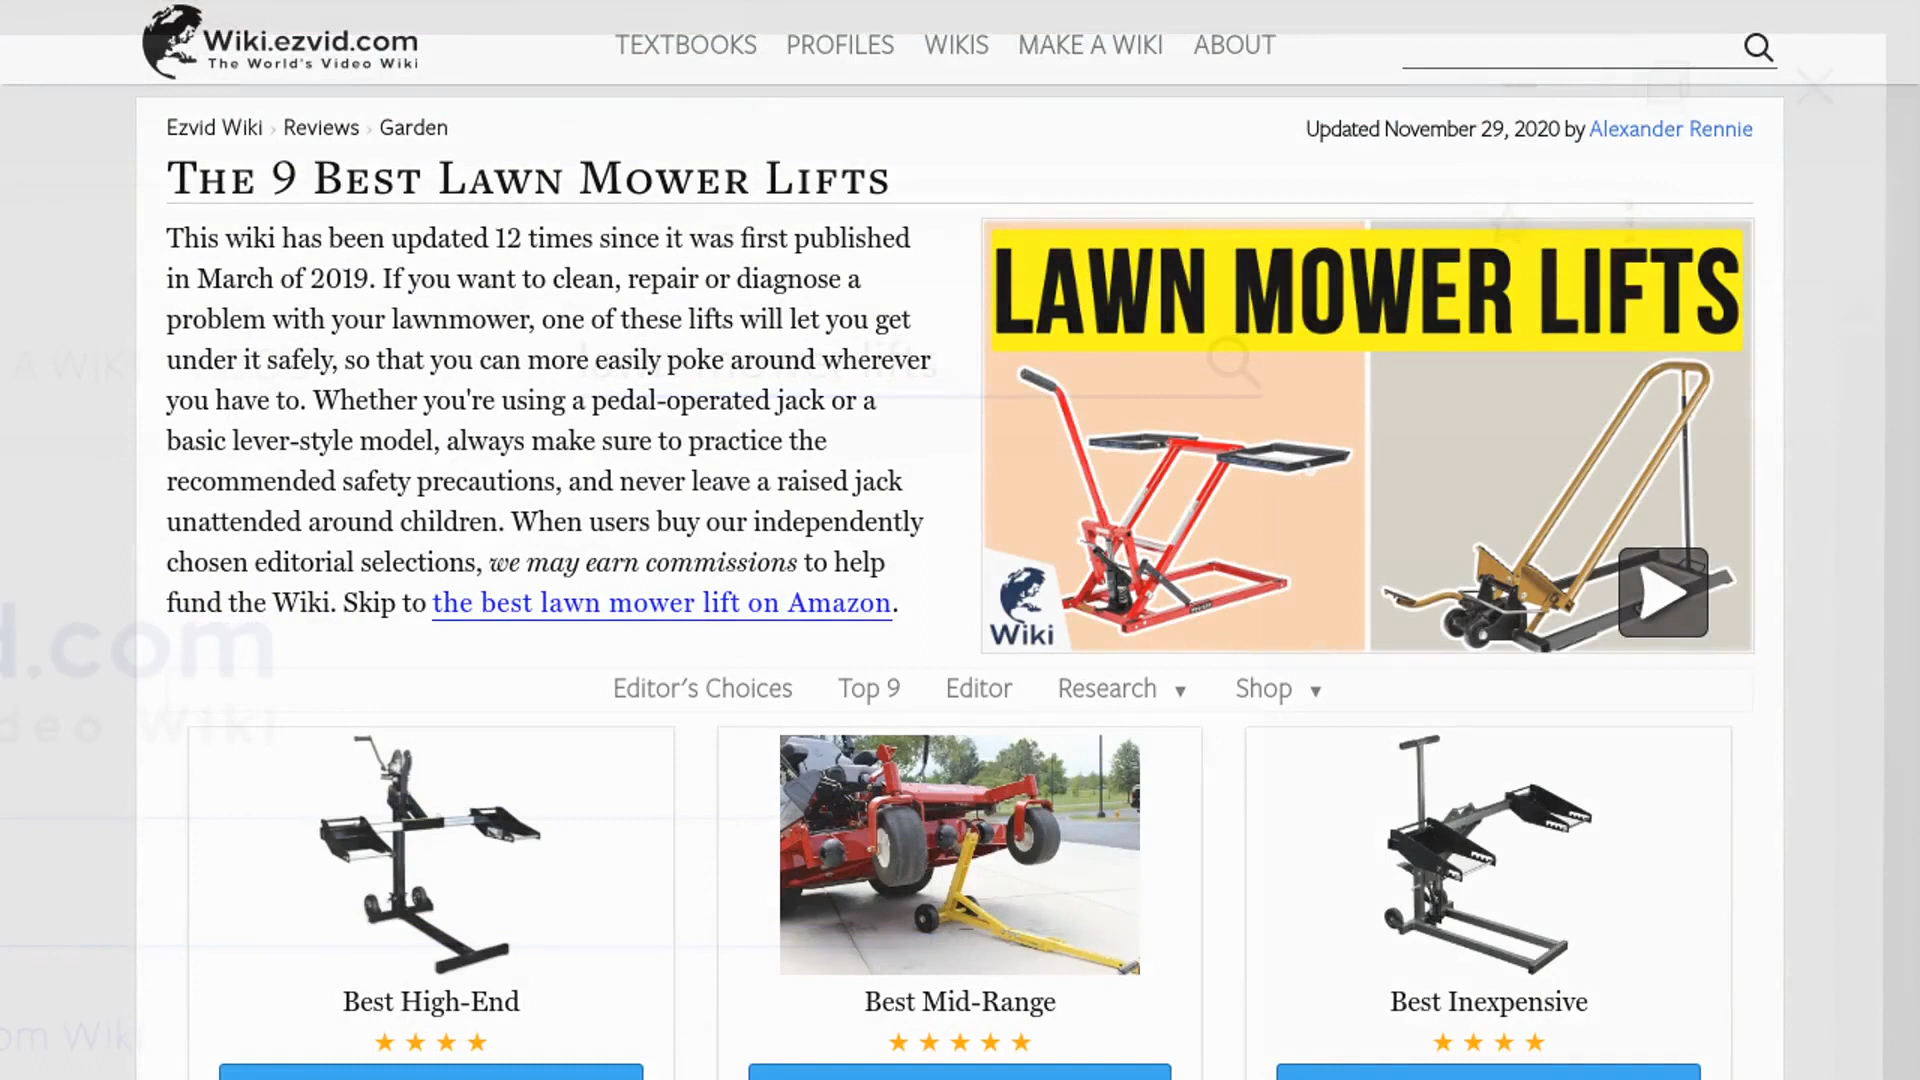 Wiki.ezvid.com
The World's Video Wiki
TEXTBOOKS PROFILES WIKIS MAKE A WIKI ABOUT
Ezvid Wiki › Reviews › Garden
Updated November 29, 2020 by Alexander Rennie
The 9 Best Lawn Mower Lifts
This wiki has been updated 12 times since it was first published
in March of 2019. If you want to clean, repair or diagnose a
problem with your lawnmower, one of these lifts will let you get
under it safely, so that you can more easily poke around wherever
you have to. Whether you're using a pedal-operated jack or a
basic lever-style model, always make sure to practice the
recommended safety precautions, and never leave a raised jack
unattended around children. When users buy our independently
chosen editorial selections, we may earn commissions to help
fund the Wiki. Skip to the best lawn mower lift on Amazon.
LAWN MOWER LIFTS
Wiki
Editor's Choices Top 9 Editor Research ▼ Shop ▼
Best High-End
Best Mid-Range
Best Inexpensive
A WIK
d.com
deo Wiki
om Wiki